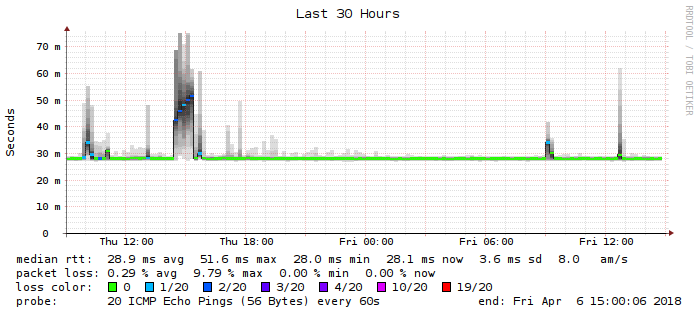 Last 30 Hours
RRDTOOL / TOBI OETIKER
Seconds
70 m
60 m
50 m
40 m
30 m
20 m
10 m
0
Thu 12:00 Thu 18:00 Fri 00:00 Fri 06:00 Fri 12:00
median rtt: 28.9 ms avg 51.6 ms max 28.0 ms min 28.1 ms now 3.6 ms sd 8.0 am/s
packet loss: 0.29 % avg 9.79 % max 0.00 % min 0.00 % now
loss color: 0 1/20 2/20 3/20 4/20 10/20 19/20
probe: 20 ICMP Echo Pings (56 Bytes) every 60s end: Fri Apr 6 15:00:06 2018